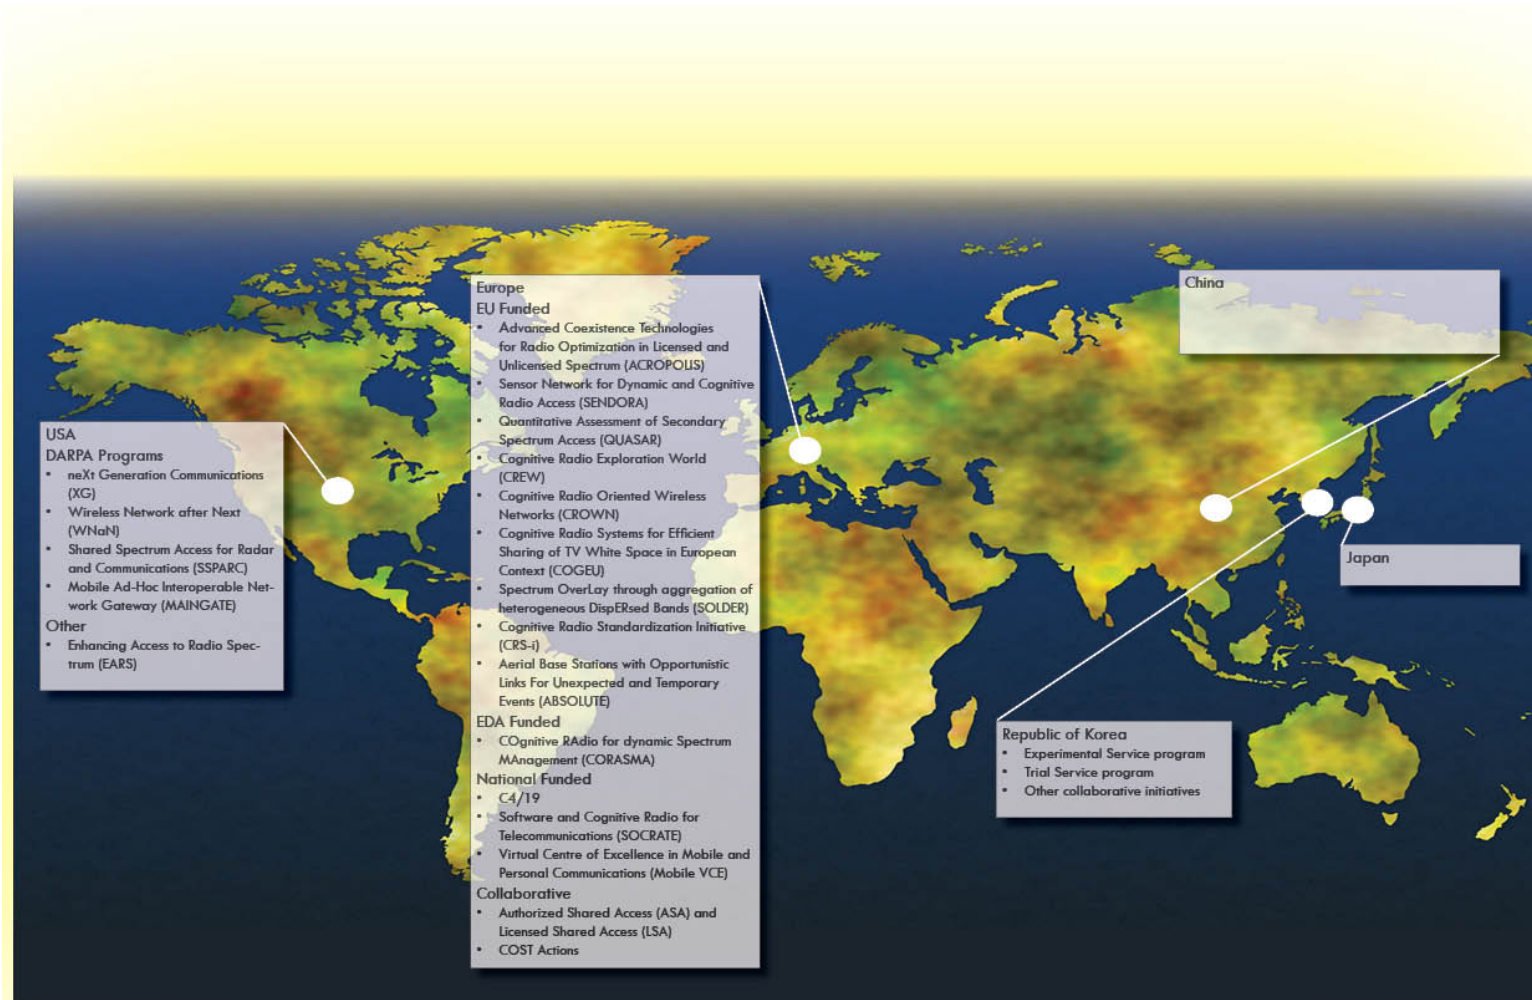 USA
DARPA Programs
• neXt Generation Communications
(XG)
• Wireless Network after Next
(WNaN)
• Shared Spectrum Access for Radar
and Communications (SSPARC)
• Mobile Ad-Hoc Interoperable Net-
work Gateway (MAINGATE)
Other
• Enhancing Access to Radio Spec-
trum (EARS)
Europe
EU Funded
• Advanced Coexistence Technologies
for Radio Optimization in Licensed and
Unlicensed Spectrum (ACROPOLIS)
• Sensor Network for Dynamic and Cognitive
Radio Access (SENDORA)
• Quantitative Assessment of Secondary
Spectrum Access (QUASAR)
• Cognitive Radio Exploration World
(CREW)
• Cognitive Radio Oriented Wireless
Networks (CROWN)
• Cognitive Radio Systems for Efficient
Sharing of TV White Space in European
Context (COGEU)
• Spectrum OverLay through aggregation of
heterogeneous DispERsed Bands (SOLDER)
• Cognitive Radio Standardization Initiative
(CRS-i)
• Aerial Base Stations with Opportunistic
Links For Unexpected and Temporary
Events (ABSOLUTE)
EDA Funded
• COgnitive RAdio for dynamic Spectrum
MAnagement (CORASMA)
National Funded
• C4/19
• Software and Cognitive Radio for
Telecommunications (SOCRATE)
• Virtual Centre of Excellence in Mobile and
Personal Communications (Mobile VCE)
Collaborative
• Authorized Shared Access (ASA) and
Licensed Shared Access (LSA)
• COST Actions
China
Japan
Republic of Korea
• Experimental Service program
• Trial Service program
• Other collaborative initiatives